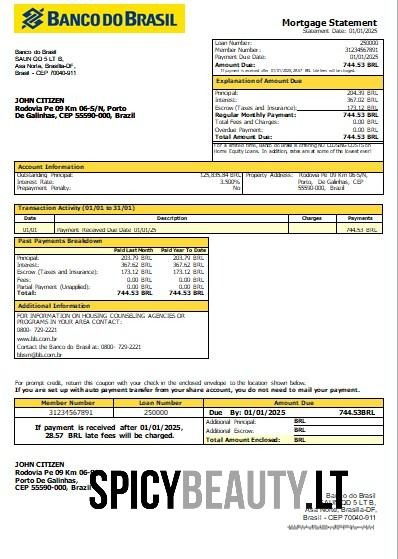 BANCO DO BRASIL
Mortgage Statement
Statement Date: 01/01/2025
Banco do Brasil
SAUN QD 5 LT B,
Asa Norte, Brasília-DF,
Brasil - CEP 70040-911
Loan Number: 250000
Member Number: 31234567891
Payment Due Date: 01/01/2025
Amount Due: 744.53 BRL
If payment is received after 01/01/2025, 28.57 BRL late fee will be charged.
Explanation of Amount Due
Principal: 204.39 BRL
Interest: 367.02 BRL
Escrow (Taxes and Insurance): 173.12 BRL
Regular Monthly Payment: 744.53 BRL
Total Fees and Charges: 0.00 BRL
Overdue Payment: 0.00 BRL
Total Amount Due: 744.53 BRL
For a limited time, Banco do Brasil is offering NO CLOSING COSTS on
Home Equity Loans. In addition, rates are at some of the lowest ever!
JOHN CITIZEN
Rodovia Pe 09 Km 06-S/N, Porto
De Galinhas, CEP 55590-000, Brazil
Account Information
Outstanding Principal: 125,835.84 BRL
Interest Rate: 3.500%
Prepayment Penalty: No
Property Address: Rodovia Pe 09 Km 06-S/N,
Porto, De Galinhas, CEP
55590-000, Brazil
Transaction Activity (01/01 to 31/01)
Date Description Charges Payments
01/01 Payment Received Due Date 01/01/25 744.53 BRL
Past Payments Breakdown
Paid Last Month Paid Year To Date
Principal: 203.79 BRL 203.79 BRL
Interest: 367.62 BRL 367.62 BRL
Escrow (Taxes and Insurance): 173.12 BRL 173.12 BRL
Fees: 0.00 BRL 0.00 BRL
Partial Payment (Unapplied): 0.00 BRL 0.00 BRL
Total: 744.53 BRL 744.53 BRL
Additional Information
FOR INFORMATION ON HOUSING COUNSELING AGENCIES OR
PROGRAMS IN YOUR AREA CONTACT:
0800- 729-2221
www.bb.com.br
Contact the Banco do Brasil at: 0800- 729-2221
For prompt credit, return this coupon with your check in the enclosed envelope to the location shown below.
If you are set up with auto payment transfer from your share account, you do not need to mail your payment.
Member Number Loan Number Amount Due
31234567891 250000 Due By: 01/01/2025 744.53BRL
If payment is received after 01/01/2025,
28.57 BRL late fees will be charged.
Additional Principal: BRL
Additional Escrow: BRL
Total Amount Enclosed: BRL
JOHN CITIZEN
Rodovia Pe 09 Km 06-S
Porto De Galinhas,
CEP 55590-000, Brazil
SPICYBEAUTY.LT
Banco do Brasil
SAUN QD 5 LT B,
Asa Norte, Brasília-DF,
Brasil - CEP 70040-911